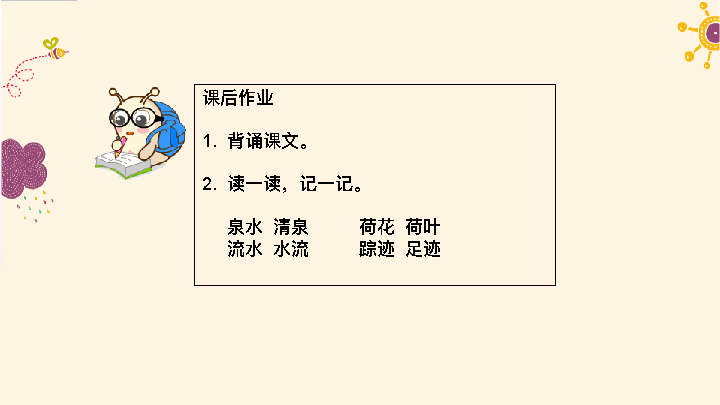 课后作业
1. 背诵课文。
2. 读一读，记一记。
泉水 清泉 荷花 荷叶
流水 水流 踪迹 足迹